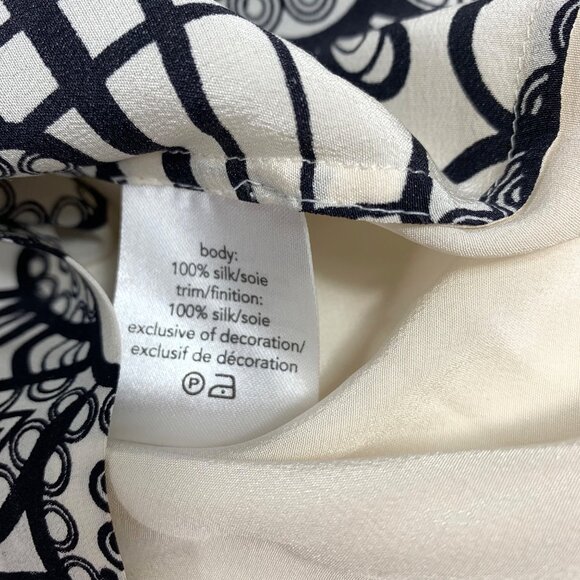 body:
100% silk/soie
trim/finition:
100% silk/soie
exclusive of decoration/
exclusif de décoration
P